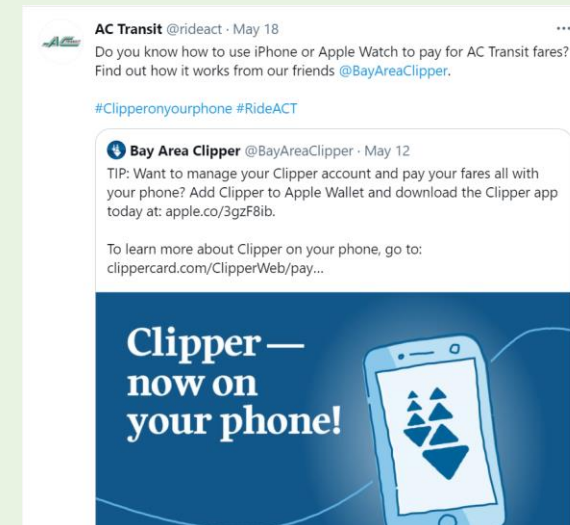 AC Transit @rideact · May 18
Do you know how to use iPhone or Apple Watch to pay for AC Transit fares?
Find out how it works from our friends @BayAreaClipper.
#Clipperonyourphone #RideACT
Bay Area Clipper @BayAreaClipper · May 12
TIP: Want to manage your Clipper account and pay your fares all with
your phone? Add Clipper to Apple Wallet and download the Clipper app
today at: apple.co/3gzF8ib.
To learn more about Clipper on your phone, go to:
clippercard.com/ClipperWeb/pay...
Clipper—
now on
your phone!